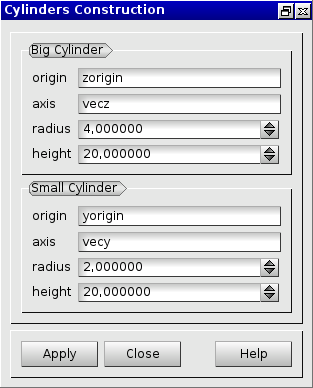 Cylinders Construction
Big Cylinder
origin zorigin
axis vecz
radius 4,000000
height 20,000000
Small Cylinder
origin yorigin
axis vecy
radius 2,000000
height 20,000000
Apply Close Help